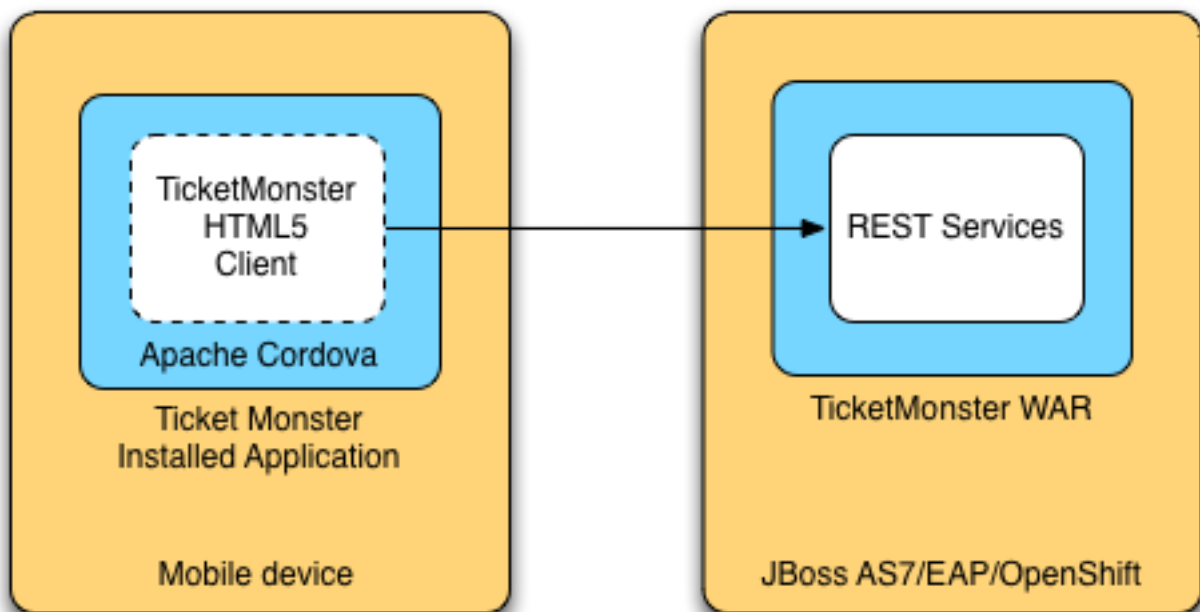 TicketMonster
HTML5
Client
Apache Cordova
Ticket Monster
Installed Application
Mobile device
REST Services
TicketMonster WAR
JBoss AS7/EAP/OpenShift